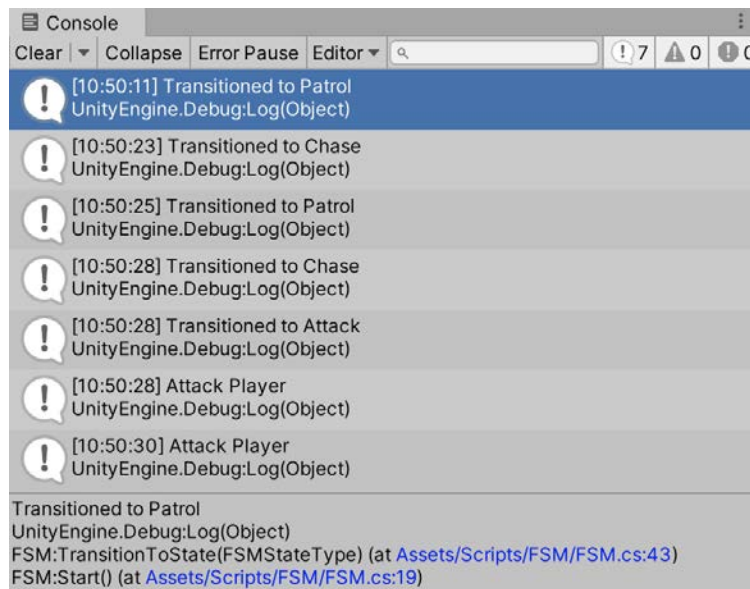 Console
Clear Collapse Error Pause Editor 7 0 0
[10:50:11] Transitioned to Patrol
UnityEngine.Debug:Log(Object)
[10:50:23] Transitioned to Chase
UnityEngine.Debug:Log(Object)
[10:50:25] Transitioned to Patrol
UnityEngine.Debug:Log(Object)
[10:50:28] Transitioned to Chase
UnityEngine.Debug:Log(Object)
[10:50:28] Transitioned to Attack
UnityEngine.Debug:Log(Object)
[10:50:28] Attack Player
UnityEngine.Debug:Log(Object)
[10:50:30] Attack Player
UnityEngine.Debug:Log(Object)
Transitioned to Patrol
UnityEngine.Debug:Log(Object)
FSM:TransitionToState(FSMStateType) (at Assets/Scripts/FSM/FSM.cs:43)
FSM:Start() (at Assets/Scripts/FSM/FSM.cs:19)